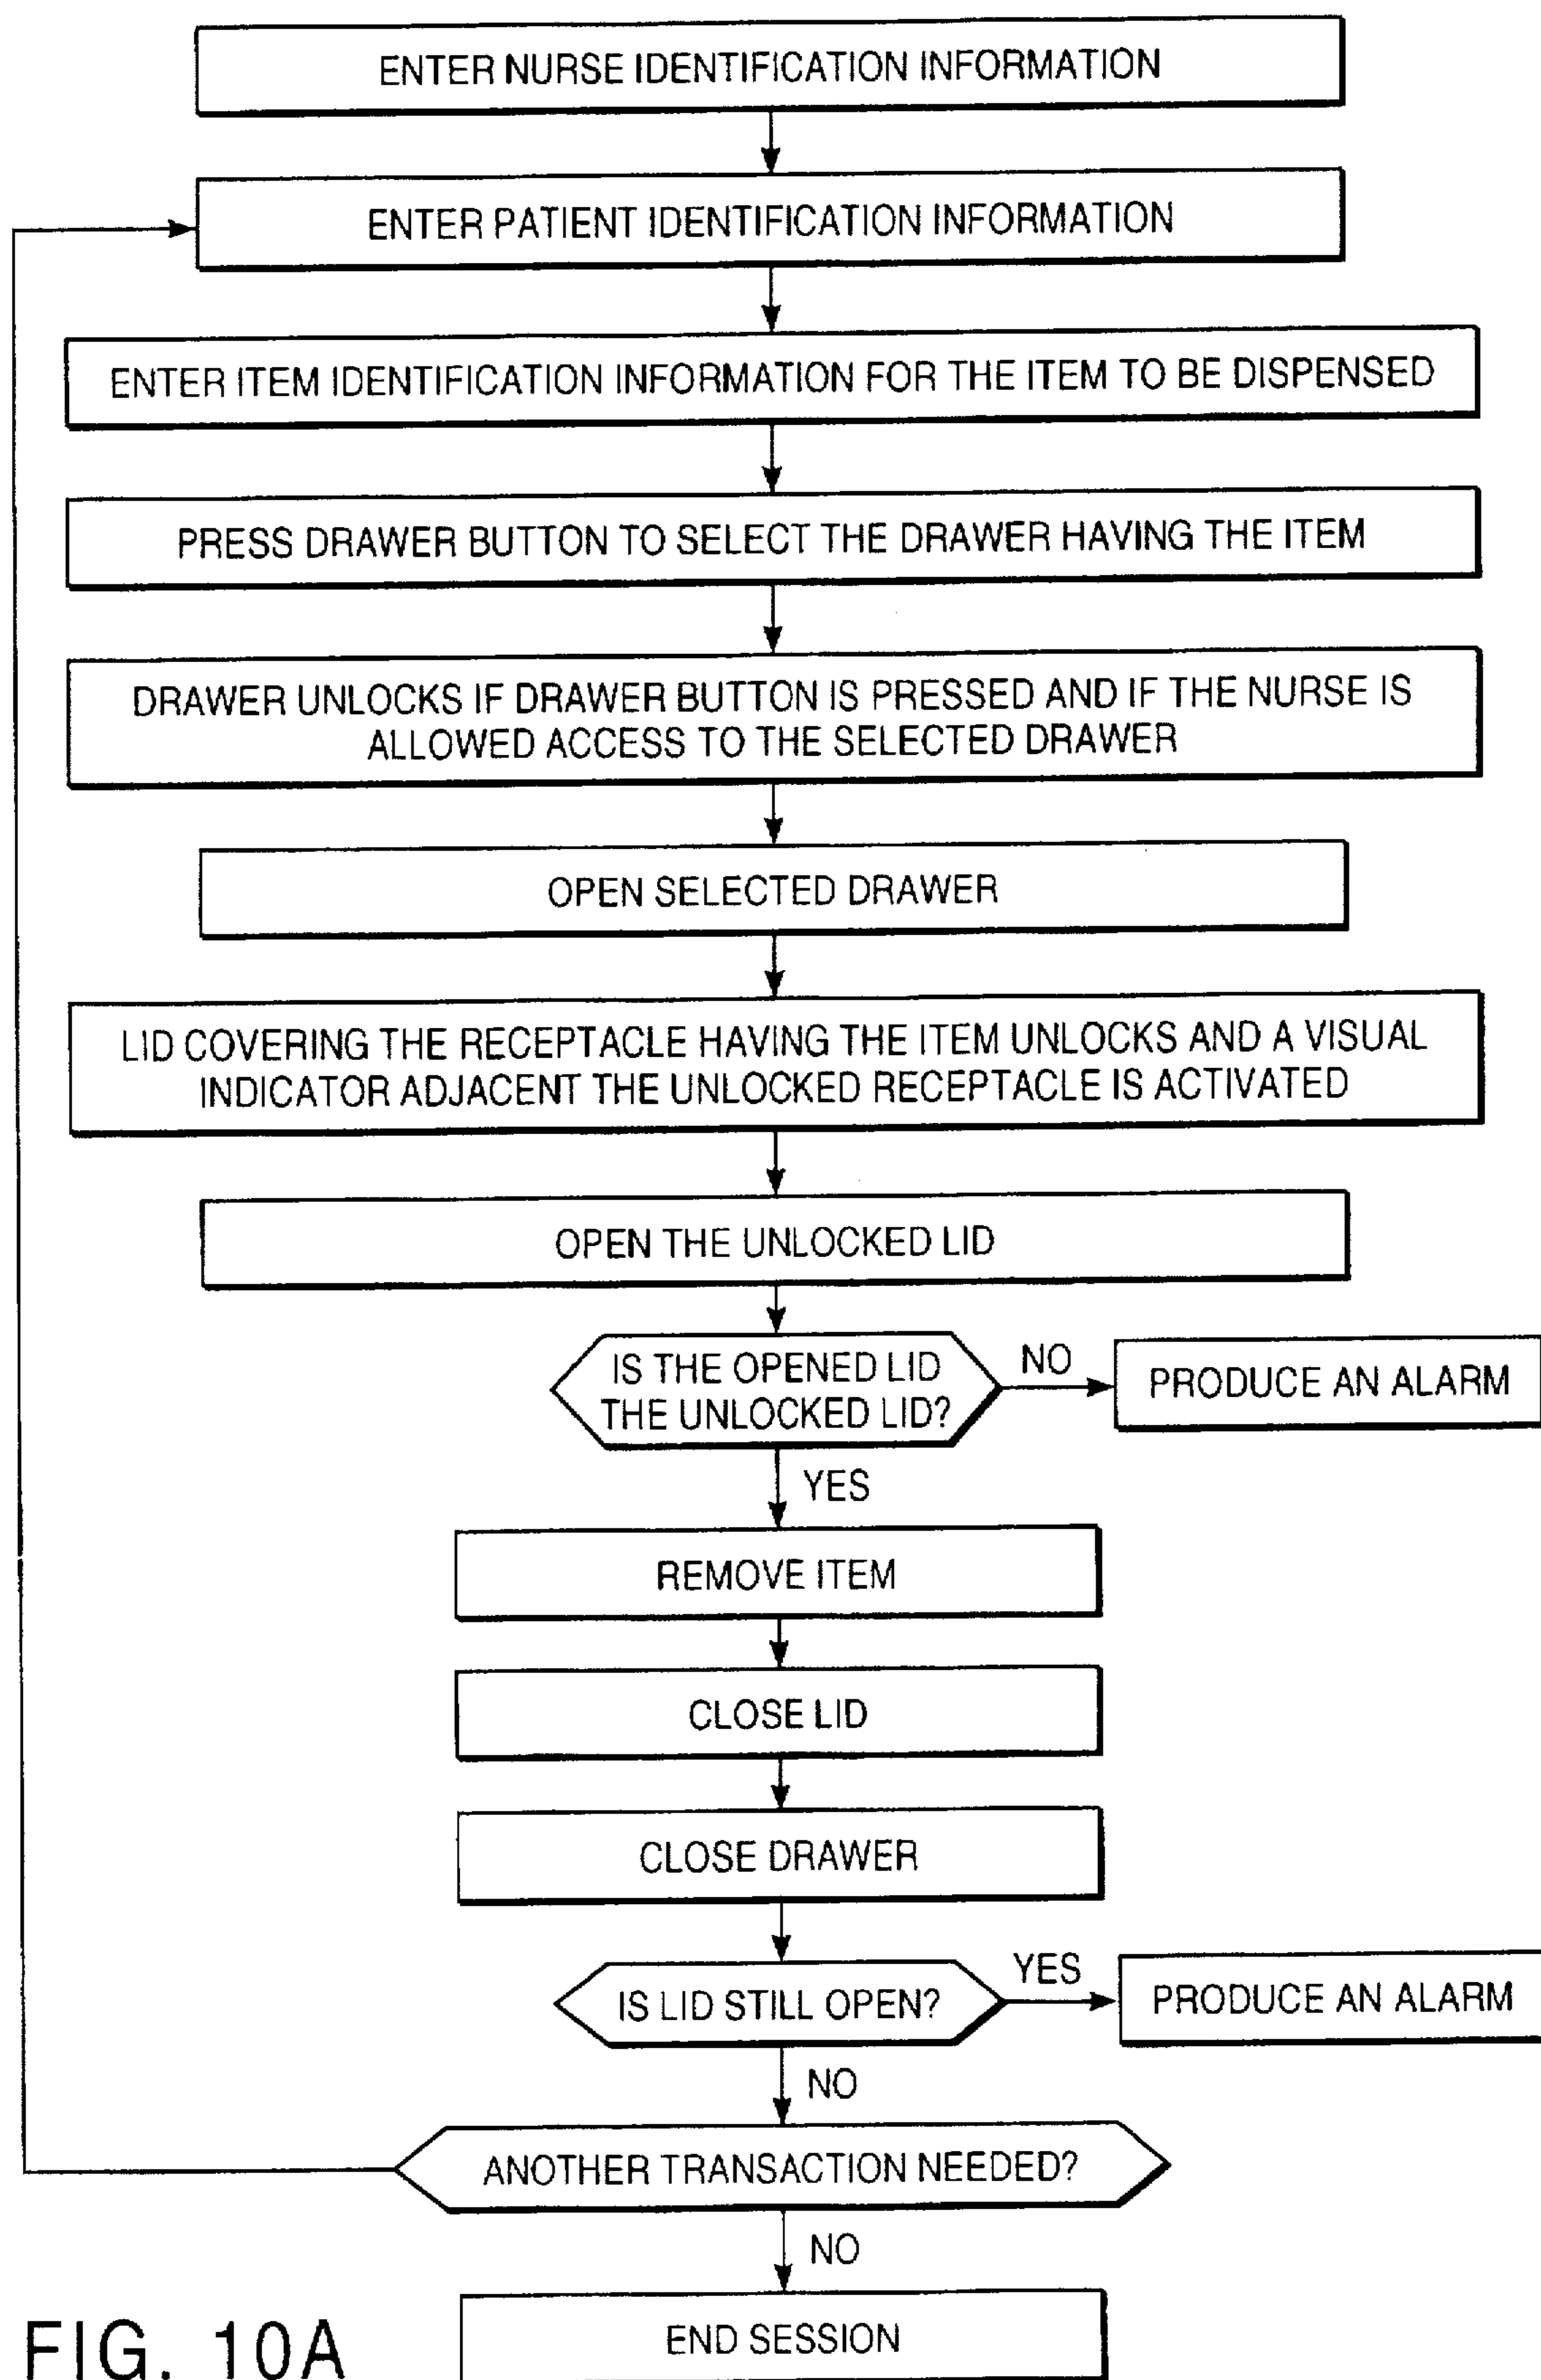 ENTER NURSE IDENTIFICATION INFORMATION
ENTER PATIENT IDENTIFICATION INFORMATION
ENTER ITEM IDENTIFICATION INFORMATION FOR THE ITEM TO BE DISPENSED
PRESS DRAWER BUTTON TO SELECT THE DRAWER HAVING THE ITEM
DRAWER UNLOCKS IF DRAWER BUTTON IS PRESSED AND IF THE NURSE IS
ALLOWED ACCESS TO THE SELECTED DRAWER
OPEN SELECTED DRAWER
LID COVERING THE RECEPTACLE HAVING THE ITEM UNLOCKS AND A VISUAL
INDICATOR ADJACENT THE UNLOCKED RECEPTACLE IS ACTIVATED
OPEN THE UNLOCKED LID
IS THE OPENED LID
THE UNLOCKED LID?
NO
PRODUCE AN ALARM
YES
REMOVE ITEM
CLOSE LID
CLOSE DRAWER
IS LID STILL OPEN?
YES
PRODUCE AN ALARM
NO
ANOTHER TRANSACTION NEEDED?
NO
END SESSION
FIG. 10A